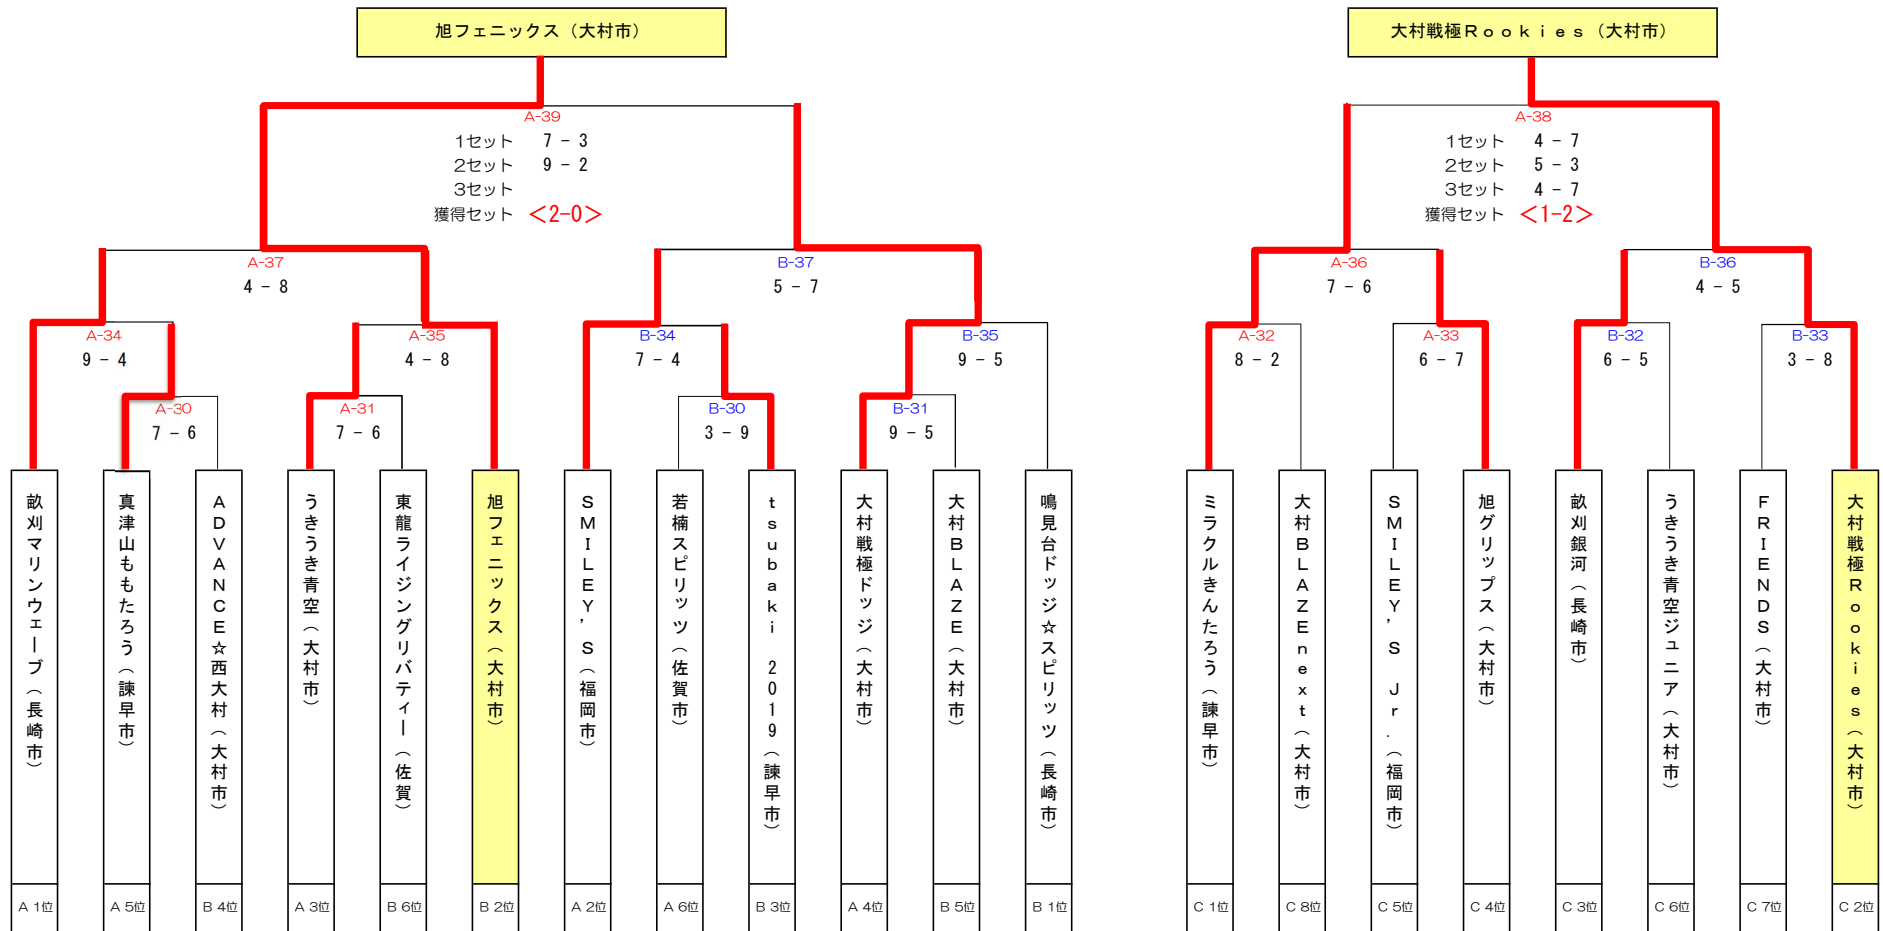 旭フェニックス（大村市）
大村戦極Ｒｏｏｋｉｅｓ（大村市）
A-39
1セット 7 - 3
2セット 9 - 2
3セット
獲得セット <2-0>
A-38
1セット 4 - 7
2セット 5 - 3
3セット 4 - 7
獲得セット <1-2>
A-37
4 - 8
B-37
5 - 7
A-36
7 - 6
B-36
4 - 5
A-34
9 - 4
A-35
4 - 8
B-34
7 - 4
B-35
9 - 5
A-32
8 - 2
A-33
6 - 7
B-32
6 - 5
B-33
3 - 8
A-30
7 - 6
A-31
7 - 6
B-30
3 - 9
B-31
9 - 5
畝刈マリンウェーブ（長崎市）
真津山ももたろう（諫早市）
ＡＤＶＡＮＣＥ☆西大村（大村市）
うきうき青空（大村市）
東龍ライジングリバティー（佐賀）
旭フェニックス（大村市）
ＳＭＩＬＥＹ’Ｓ（福岡市）
若楠スピリッツ（佐賀市）
ｔｓｕｂａｋｉ ２０１９（諫早市）
大村戦極ドッジ（大村市）
大村ＢＬＡＺＥ（大村市）
鳴見台ドッジ☆スピリッツ（長崎市）
ミラクルきんたろう（諫早市）
大村ＢＬＡＺＥｎｅｘｔ（大村市）
ＳＭＩＬＥＹ’Ｓ Ｊｒ．（福岡市）
旭グリップス（大村市）
畝刈銀河（長崎市）
うきうき青空ジュニア（大村市）
ＦＲＩＥＮＤＳ（大村市）
大村戦極Ｒｏｏｋｉｅｓ（大村市）
A 1位
A 5位
B 4位
A 3位
B 6位
B 2位
A 2位
A 6位
B 3位
A 4位
B 5位
B 1位
C 1位
C 8位
C 5位
C 4位
C 3位
C 6位
C 7位
C 2位